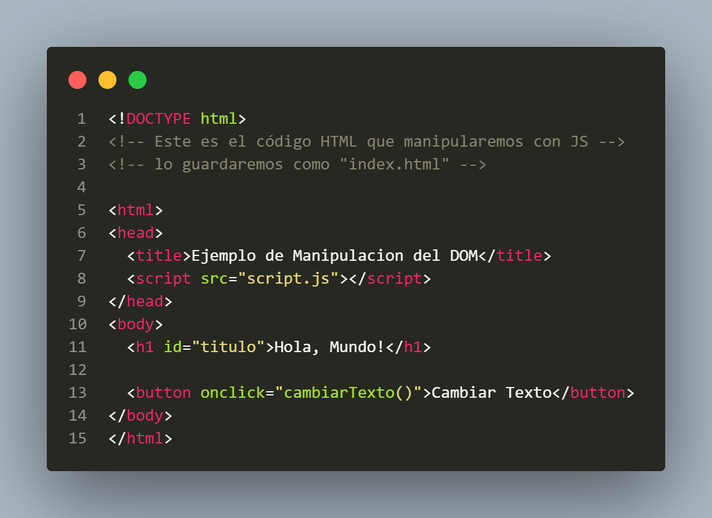 1 <!DOCTYPE html>
2 <!-- Este es el código HTML que manipularemos con JS -->
3 <!-- lo guardaremos como "index.html" -->
4
5 <html>
6 <head>
7   <title>Ejemplo de Manipulacion del DOM</title>
8   <script src="script.js"></script>
9 </head>
10 <body>
11   <h1 id="titulo">Hola, Mundo!</h1>
12
13   <button onclick="cambiarTexto()">Cambiar Texto</button>
14 </body>
15 </html>